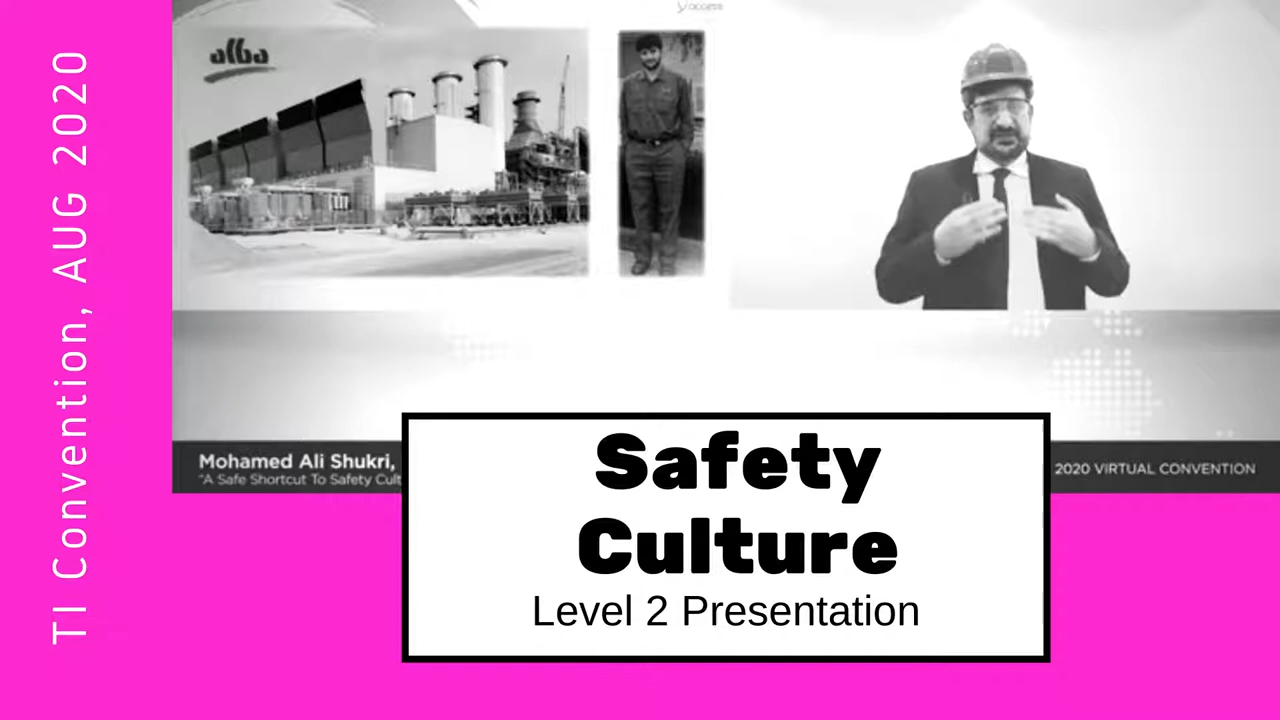 TI Convention, AUG 2020
access
alba
Mohamed Ali Shukri,
"A Safe Shortcut To Safety Cult
2020 VIRTUAL CONVENTION
Safety
Culture
Level 2 Presentation